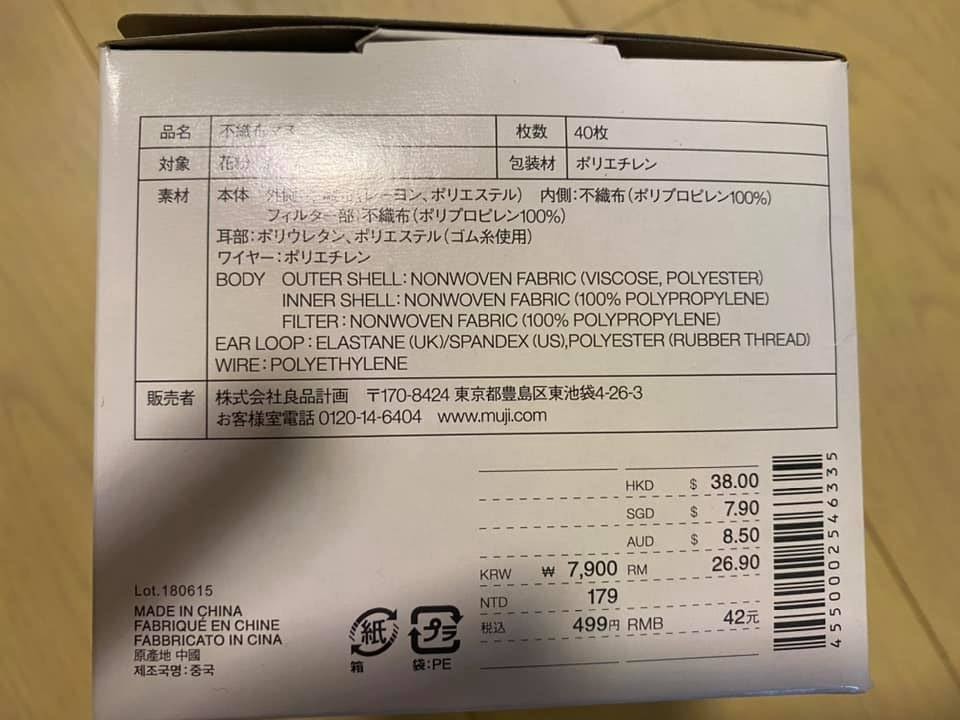 品名 不織布マス 枚数 40枚
対象 花粉 包装材 ポリエチレン
素材 本体 外側 (レーヨン、ポリエステル) 内側:不織布(ポリプロピレン100%)
フィルター部:不織布(ポリプロピレン100%)
耳部:ポリウレタン、ポリエステル(ゴム糸使用)
ワイヤー:ポリエチレン
BODY OUTER SHELL: NONWOVEN FABRIC (VISCOSE, POLYESTER)
INNER SHELL: NONWOVEN FABRIC (100% POLYPROPYLENE)
FILTER: NONWOVEN FABRIC (100% POLYPROPYLENE)
EAR LOOP: ELASTANE (UK)/SPANDEX (US),POLYESTER (RUBBER THREAD)
WIRE: POLYETHYLENE
販売者 株式会社良品計画 〒170-8424 東京都豊島区東池袋4-26-3
お客様室電話 0120-14-6404 www.muji.com
HKD $ 38.00
SGD $ 7.90
AUD $ 8.50
KRW ₩ 7,900 RM 26.90
NTD 179
税込 499円 RMB 42元
4550002546335
Lot.180615
MADE IN CHINA
FABRIQUÉ EN CHINE
FABBRICATO IN CINA
原產地 中國
제조국명:중국
紙
箱
プラ
袋:PE